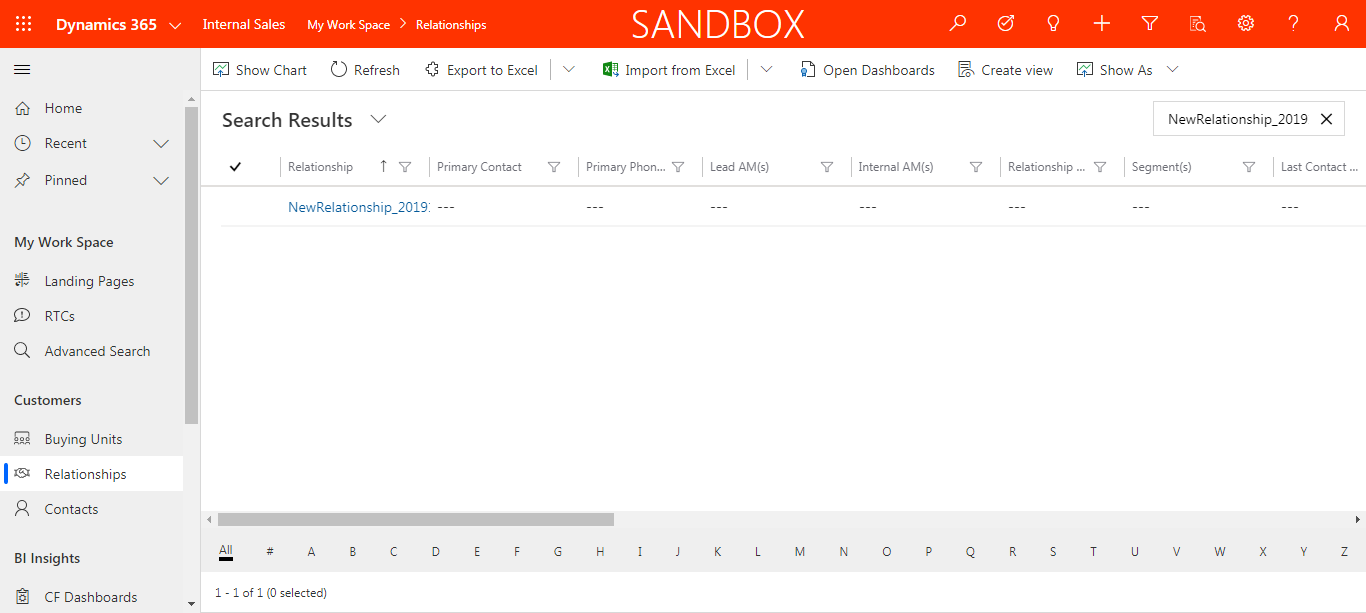 Dynamics 365 Internal Sales My Work Space Relationships SANDBOX
Show Chart Refresh Export to Excel Import from Excel Open Dashboards Create view Show As
Home
Recent
Pinned
My Work Space
Landing Pages
RTCs
Advanced Search
Customers
Buying Units
Relationships
Contacts
BI Insights
CF Dashboards
Search Results NewRelationship_2019
Relationship Primary Contact Primary Phon... Lead AM(s) Internal AM(s) Relationship ... Segment(s) Last Contact ...
NewRelationship_2019 --- --- --- --- --- --- ---
All # A B C D E F G H I J K L M N O P Q R S T U V W X Y Z
1 - 1 of 1 (0 selected)